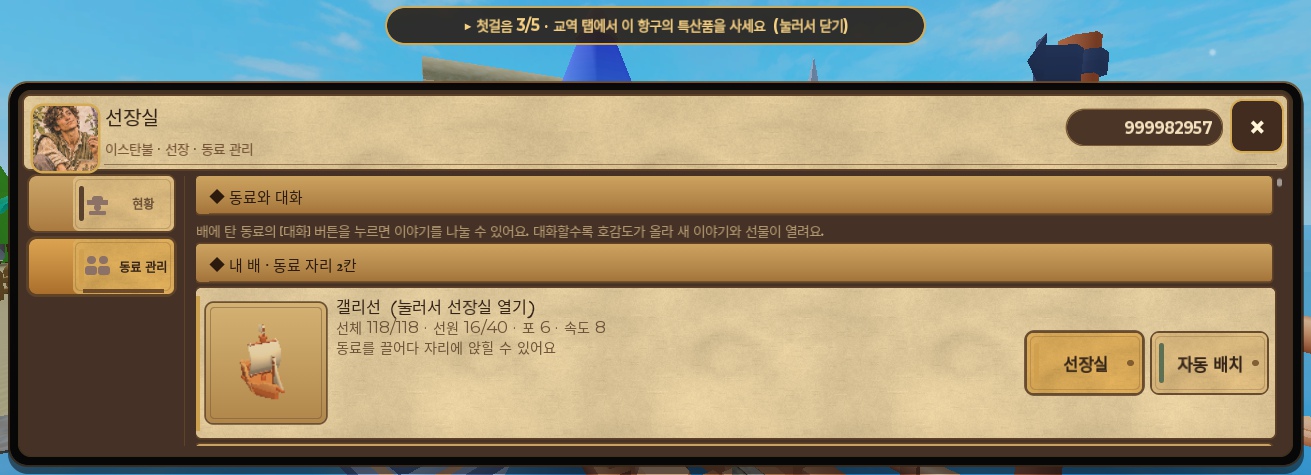 ▸ 첫걸음 3/5 · 교역 탭에서 이 항구의 특산품을 사세요 (눌러서 닫기)
선장실
이스탄불 · 선장 · 동료 관리
999982957
×
현황
동료 관리
◆ 동료와 대화
배에 탄 동료의 [대화] 버튼을 누르면 이야기를 나눌 수 있어요. 대화할수록 호감도가 올라 새 이야기와 선물이 열려요.
◆ 내 배 · 동료 자리 2칸
갤리선 (눌러서 선장실 열기)
선체 118/118 · 선원 16/40 · 포 6 · 속도 8
동료를 끌어다 자리에 앉힐 수 있어요
선장실
자동 배치